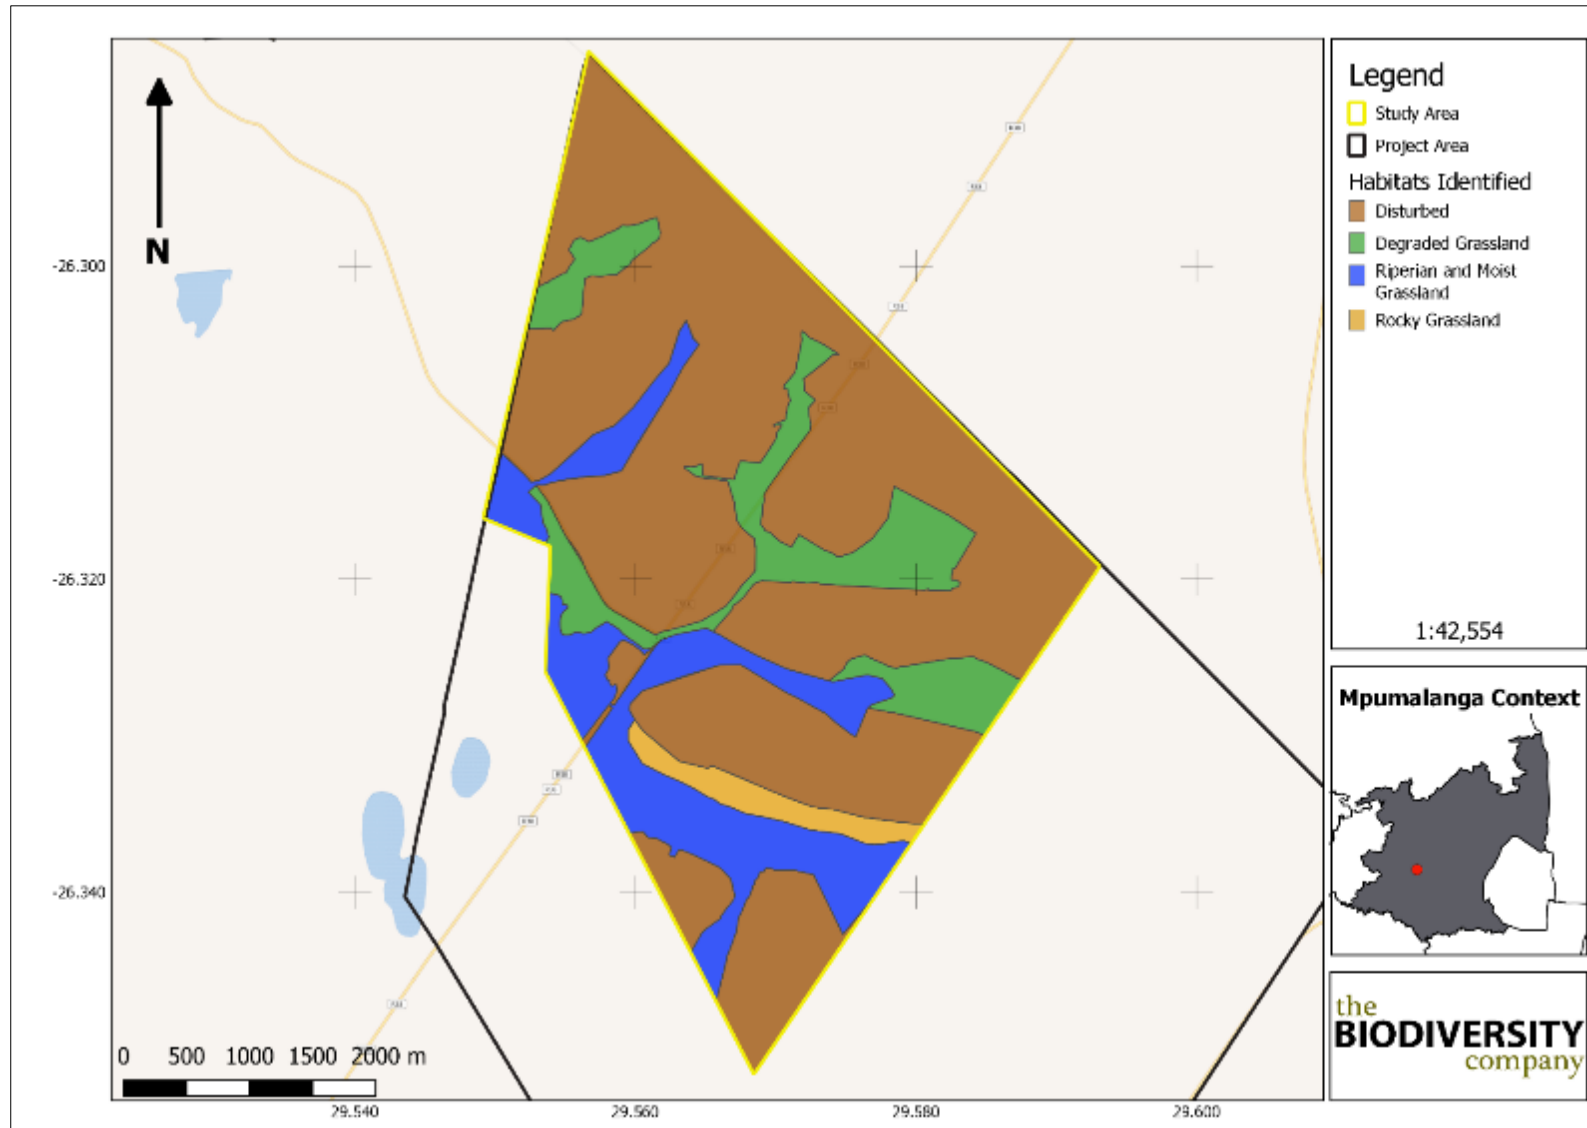 Legend
Study Area
Project Area
Habitats Identified
Disturbed
Degraded Grassland
Riperian and Moist
Grassland
Rocky Grassland
1:42,554
N
-26.300
-26.320
-26.340
0 500 1000 1500 2000 m
29.540
29.560
29.580
29.600
Mpumalanga Context
the
BIODIVERSITY
company